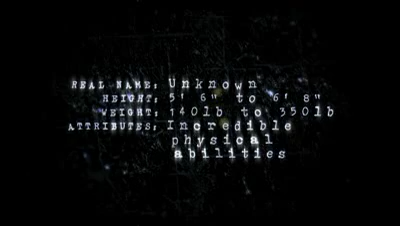 REAL NAME: Unknown
HEIGHT: 5' 6" to 6' 8"
WEIGHT: 140lb to 350lb
ATTRIBUTES: Incredible
physical
abilities